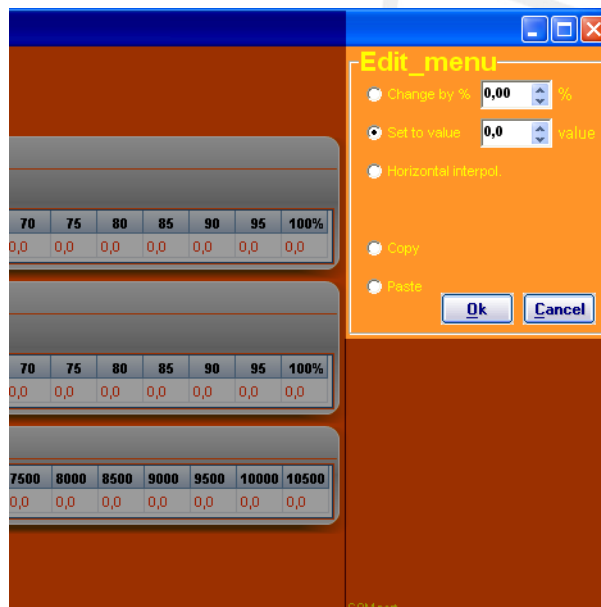 Edit_menu
Change by % 0,00 %
Set to value 0,0 value
Horizontal interpol.
Copy
Paste
Ok Cancel
70 75 80 85 90 95 100%
0,0 0,0 0,0 0,0 0,0 0,0 0,0
70 75 80 85 90 95 100%
0,0 0,0 0,0 0,0 0,0 0,0 0,0
7500 8000 8500 9000 9500 10000 10500
0,0 0,0 0,0 0,0 0,0 0,0 0,0